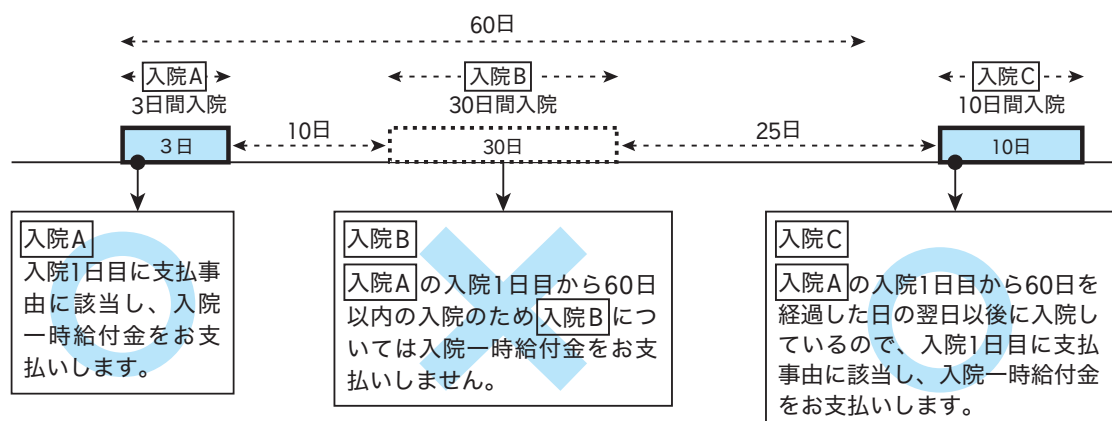 60日
入院A
3日間入院
入院B
30日間入院
入院C
10日間入院
3日
10日
30日
25日
10日
入院A
入院1日目に支払事
由に該当し、入院
一時給付金をお支
払いします。
入院B
入院Aの入院1日目から60日
以内の入院のため入院Bにつ
いては入院一時給付金をお支
払いしません。
入院C
入院Aの入院1日目から60日を
経過した日の翌日以後に入院し
ているので、入院1日目に支払
事由に該当し、入院一時給付金
をお支払いします。